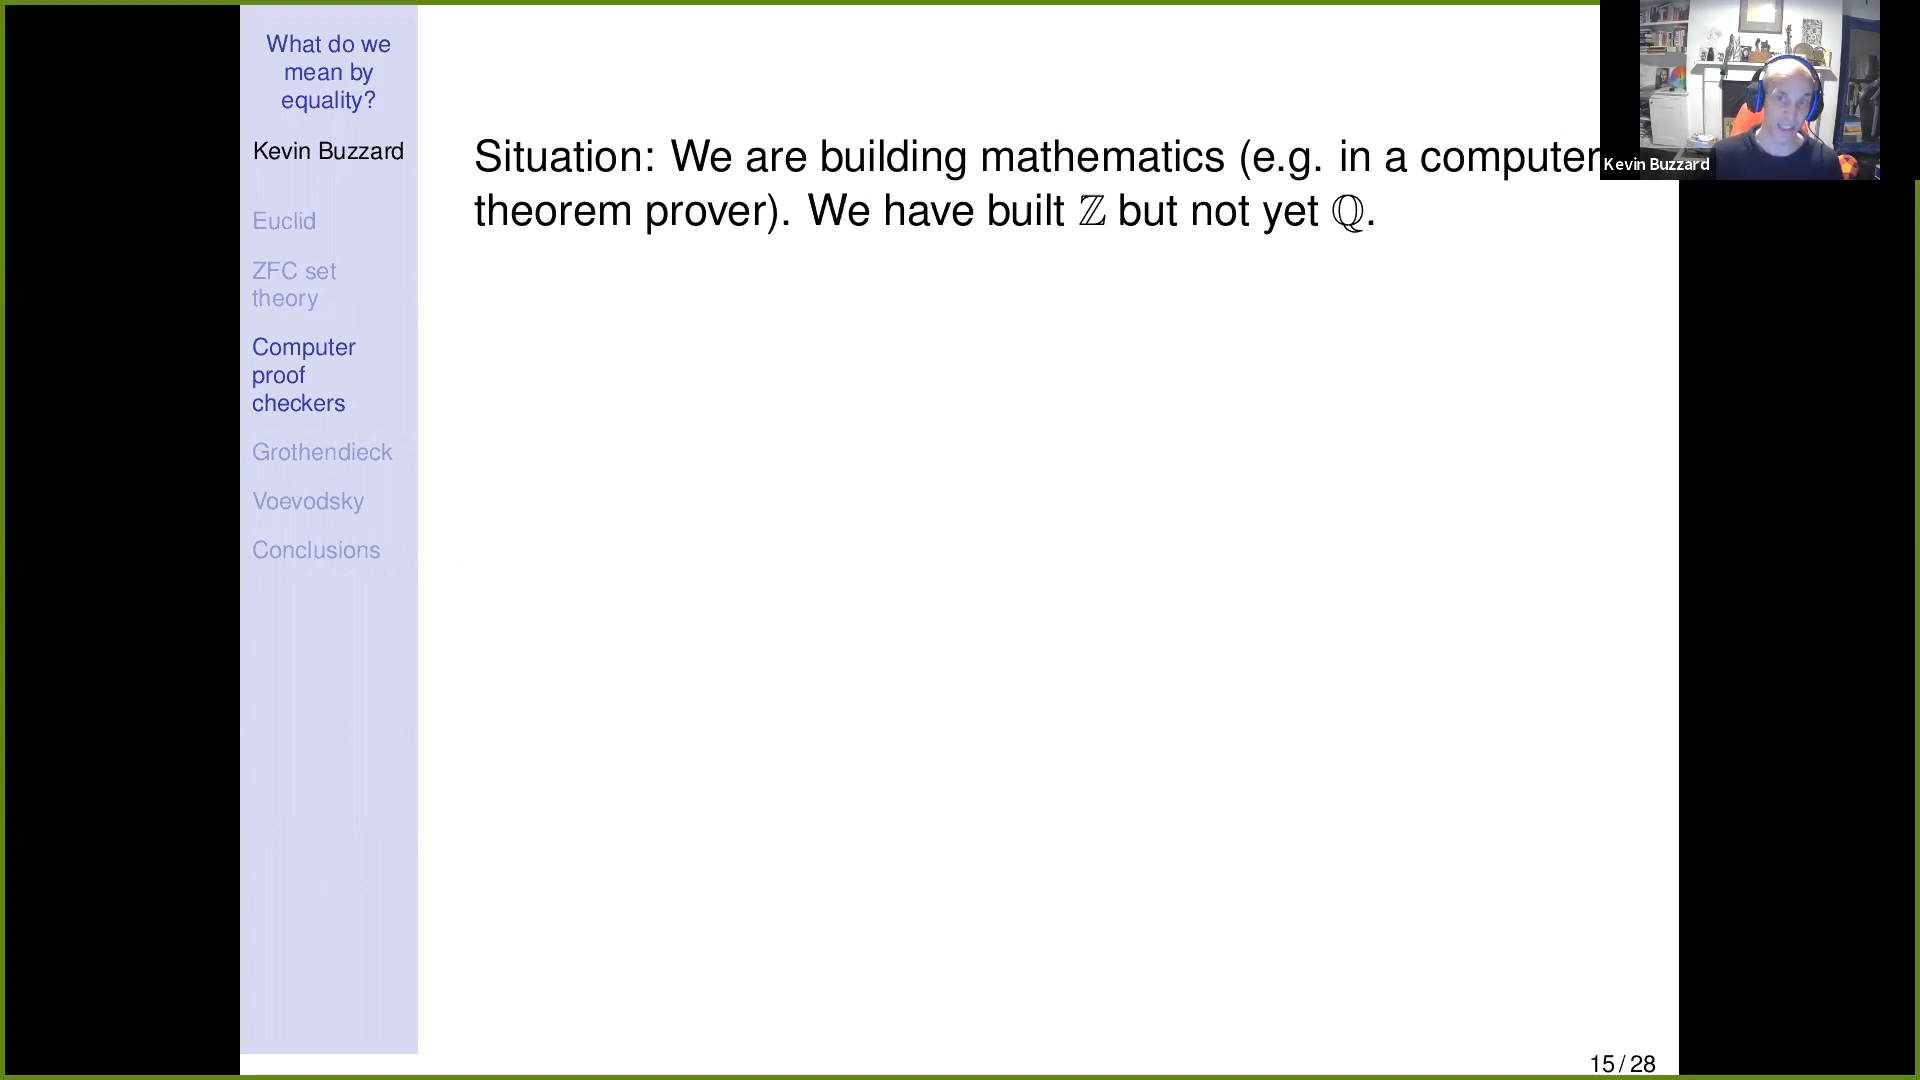 What do we
mean by
equality?
Kevin Buzzard
Euclid
ZFC set
theory
Computer
proof
checkers
Grothendieck
Voevodsky
Conclusions
Situation: We are building mathematics (e.g. in a computer
theorem prover). We have built ℤ but not yet ℚ.
Kevin Buzzard
15 / 28